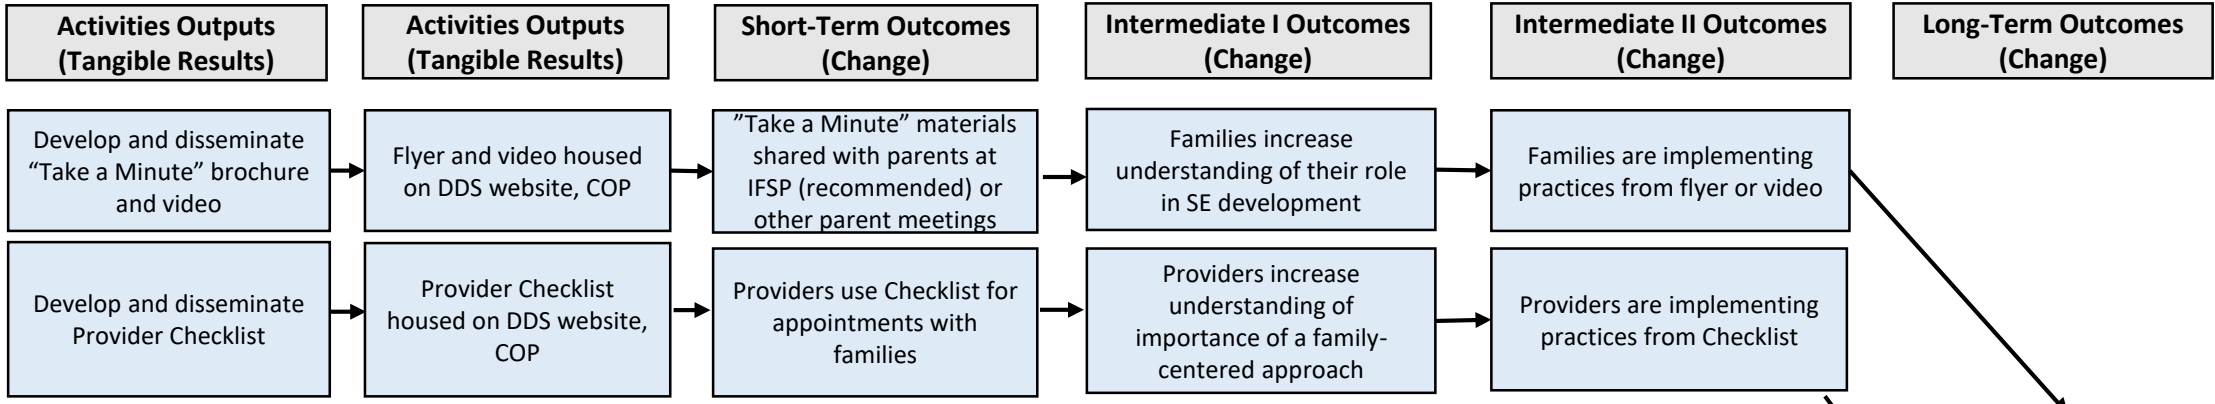 Activities Outputs
(Tangible Results)
Activities Outputs
(Tangible Results)
Short-Term Outcomes
(Change)
Intermediate I Outcomes
(Change)
Intermediate II Outcomes
(Change)
Long-Term Outcomes
(Change)
Develop and disseminate
“Take a Minute” brochure
and video
Flyer and video housed
on DDS website, COP
”Take a Minute” materials
shared with parents at
IFSP (recommended) or
other parent meetings
Families increase
understanding of their role
in SE development
Families are implementing
practices from flyer or video
Develop and disseminate
Provider Checklist
Provider Checklist
housed on DDS website,
COP
Providers use Checklist for
appointments with
families
Providers increase
understanding of
importance of a family-
centered approach
Providers are implementing
practices from Checklist